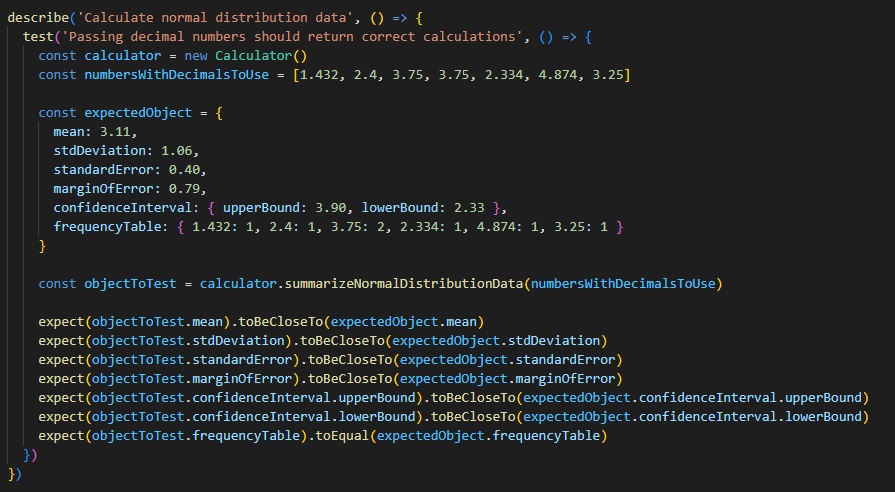 describe('Calculate normal distribution data', () => {
test('Passing decimal numbers should return correct calculations', () => {
const calculator = new Calculator()
const numbersWithDecimalsToUse = [1.432, 2.4, 3.75, 3.75, 2.334, 4.874, 3.25]
const expectedObject = {
mean: 3.11,
stdDeviation: 1.06,
standardError: 0.40,
marginOfError: 0.79,
confidenceInterval: { upperBound: 3.90, lowerBound: 2.33 },
frequencyTable: { 1.432: 1, 2.4: 1, 3.75: 2, 2.334: 1, 4.874: 1, 3.25: 1 }
}
const objectToTest = calculator.summarizeNormalDistributionData(numbersWithDecimalsToUse)
expect(objectToTest.mean).toBeCloseTo(expectedObject.mean)
expect(objectToTest.stdDeviation).toBeCloseTo(expectedObject.stdDeviation)
expect(objectToTest.standardError).toBeCloseTo(expectedObject.standardError)
expect(objectToTest.marginOfError).toBeCloseTo(expectedObject.marginOfError)
expect(objectToTest.confidenceInterval.upperBound).toBeCloseTo(expectedObject.confidenceInterval.upperBound)
expect(objectToTest.confidenceInterval.lowerBound).toBeCloseTo(expectedObject.confidenceInterval.lowerBound)
expect(objectToTest.frequencyTable).toEqual(expectedObject.frequencyTable)
})
})